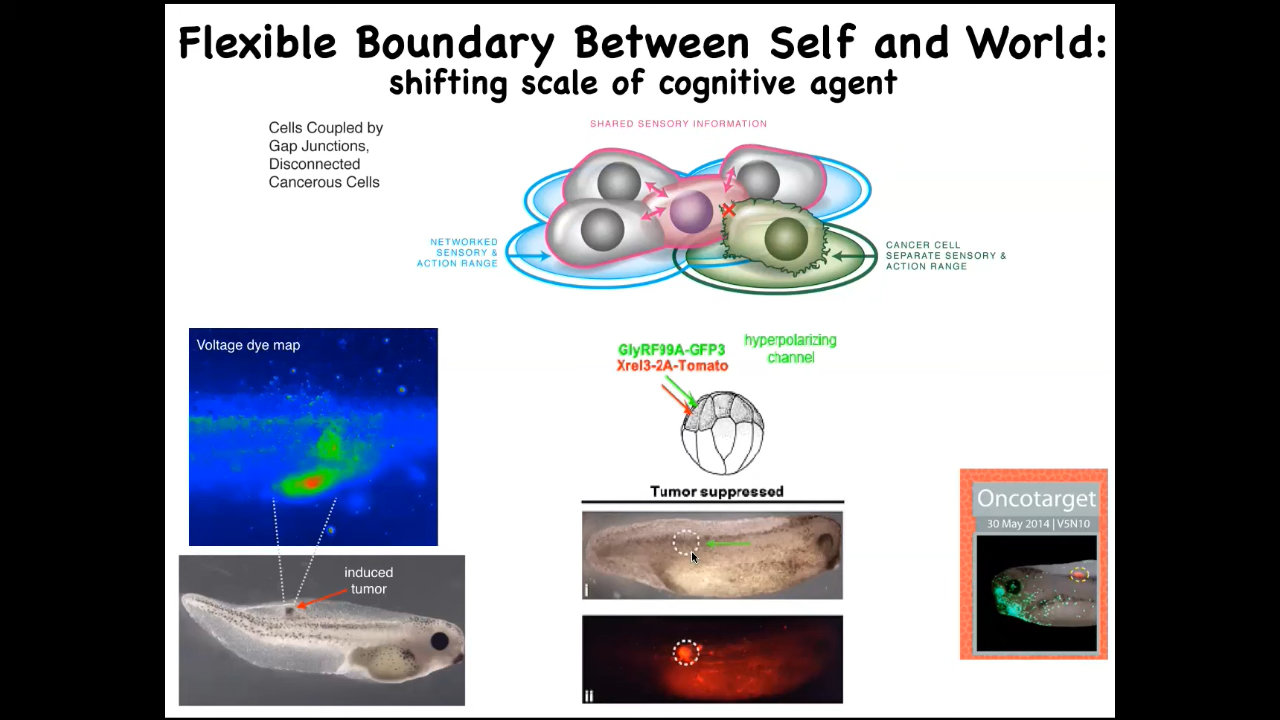 Flexible Boundary Between Self and World:
shifting scale of cognitive agent
Cells Coupled by
Gap Junctions,
Disconnected
Cancerous Cells
SHARED SENSORY INFORMATION
NETWORKED
SENSORY &
ACTION RANGE
CANCER CELL
SEPARATE SENSORY &
ACTION RANGE
Voltage dye map
induced
tumor
GlyRF99A-GFP3
Xrel3-2A-Tomato
hyperpolarizing
channel
Tumor suppressed
i
ii
Oncotarget
30 May 2014 | V5N10